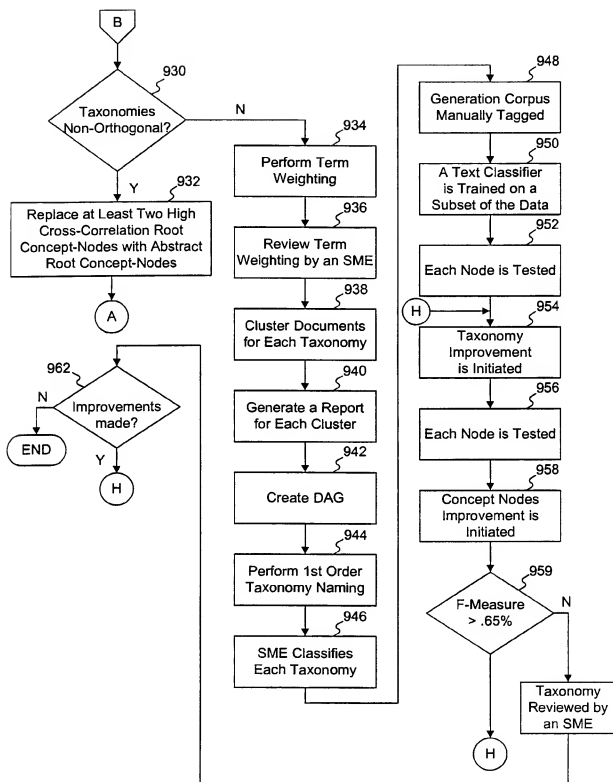 B
930
Taxonomies
Non-Orthogonal?
N
Y
932
Replace at Least Two High
Cross-Correlation Root
Concept-Nodes with Abstract
Root Concept-Nodes
A
962
Improvements
made?
N
END
Y
H
934
Perform Term
Weighting
936
Review Term
Weighting by an SME
938
Cluster Documents
for Each Taxonomy
940
Generate a Report
for Each Cluster
942
Create DAG
944
Perform 1st Order
Taxonomy Naming
946
SME Classifies
Each Taxonomy
948
Generation Corpus
Manually Tagged
950
A Text Classifier
is Trained on a
Subset of the Data
952
Each Node is Tested
H
954
Taxonomy
Improvement
is Initiated
956
Each Node is Tested
958
Concept Nodes
Improvement is
Initiated
959
F-Measure
> .65%
N
H
Taxonomy
Reviewed by
an SME